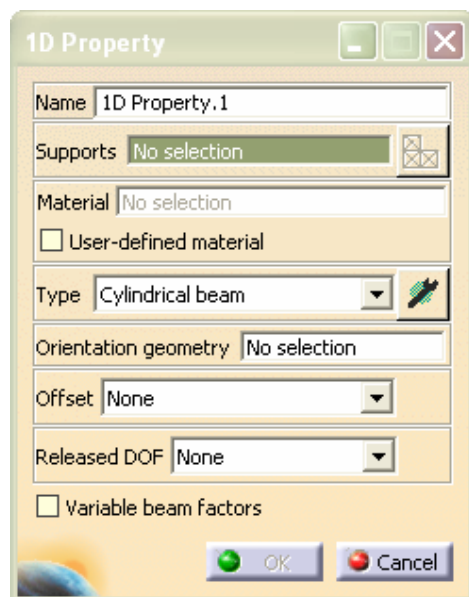 1D Property
Name 1D Property.1
Supports No selection
Material No selection
User-defined material
Type Cylindrical beam
Orientation geometry No selection
Offset None
Released DOF None
Variable beam factors
OK Cancel